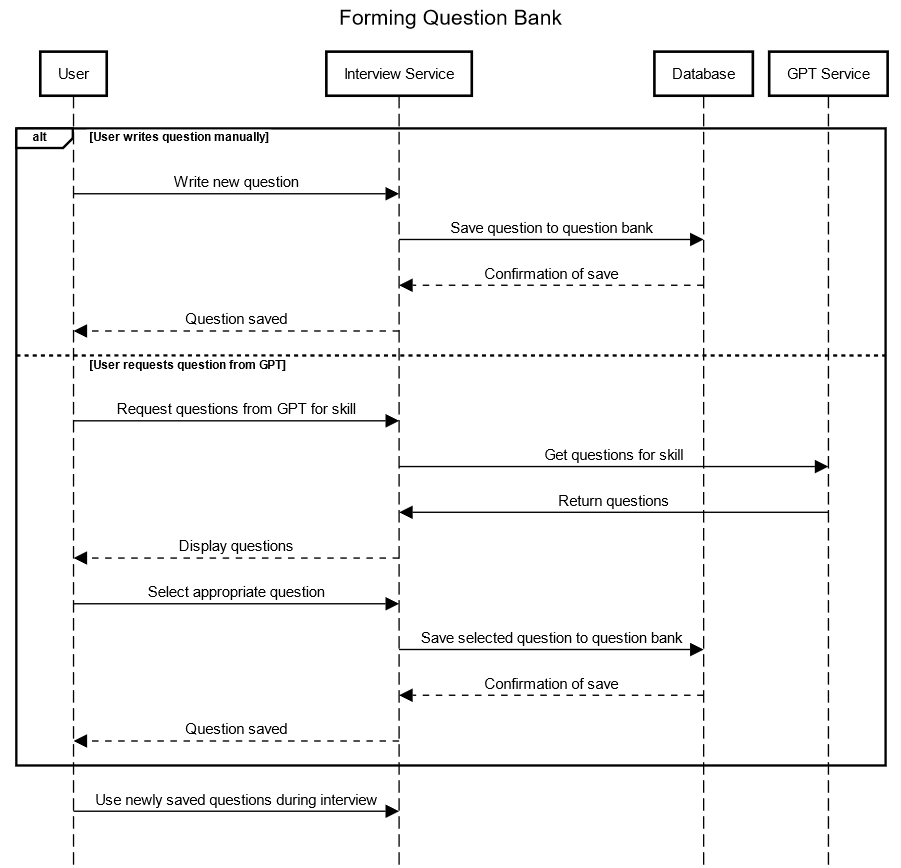 Forming Question Bank
User
Interview Service
Database
GPT Service
alt
[User writes question manually]
Write new question
Save question to question bank
Confirmation of save
Question saved
[User requests question from GPT]
Request questions from GPT for skill
Get questions for skill
Return questions
Display questions
Select appropriate question
Save selected question to question bank
Confirmation of save
Question saved
Use newly saved questions during interview